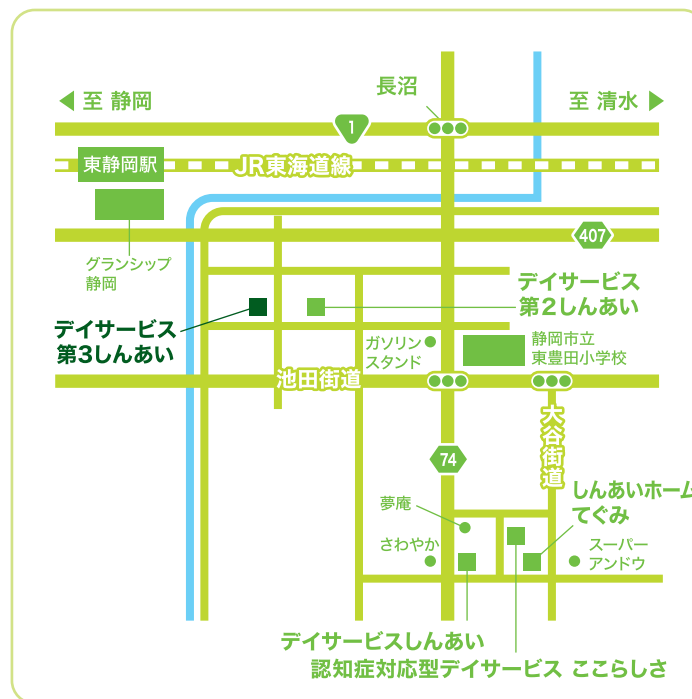 長沼
至 静岡
至 清水
1
東静岡駅
JR東海道線
407
グランシップ
静岡
デイサービス
第2しんあい
デイサービス
第3しんあい
ガソリン
スタンド
静岡市立
東豊田小学校
池田街道
大谷街道
74
しんあいホーム
てぐみ
夢庵
さわやか
スーパー
アンドウ
デイサービスしんあい
認知症対応型デイサービス ここらしさ